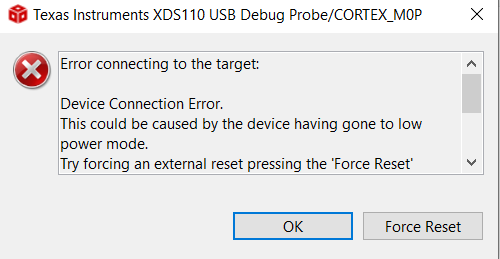 Texas Instruments XDS110 USB Debug Probe/CORTEX_M0P
Error connecting to the target:
Device Connection Error.
This could be caused by the device having gone to low
power mode.
Try forcing an external reset pressing the 'Force Reset'
OK
Force Reset